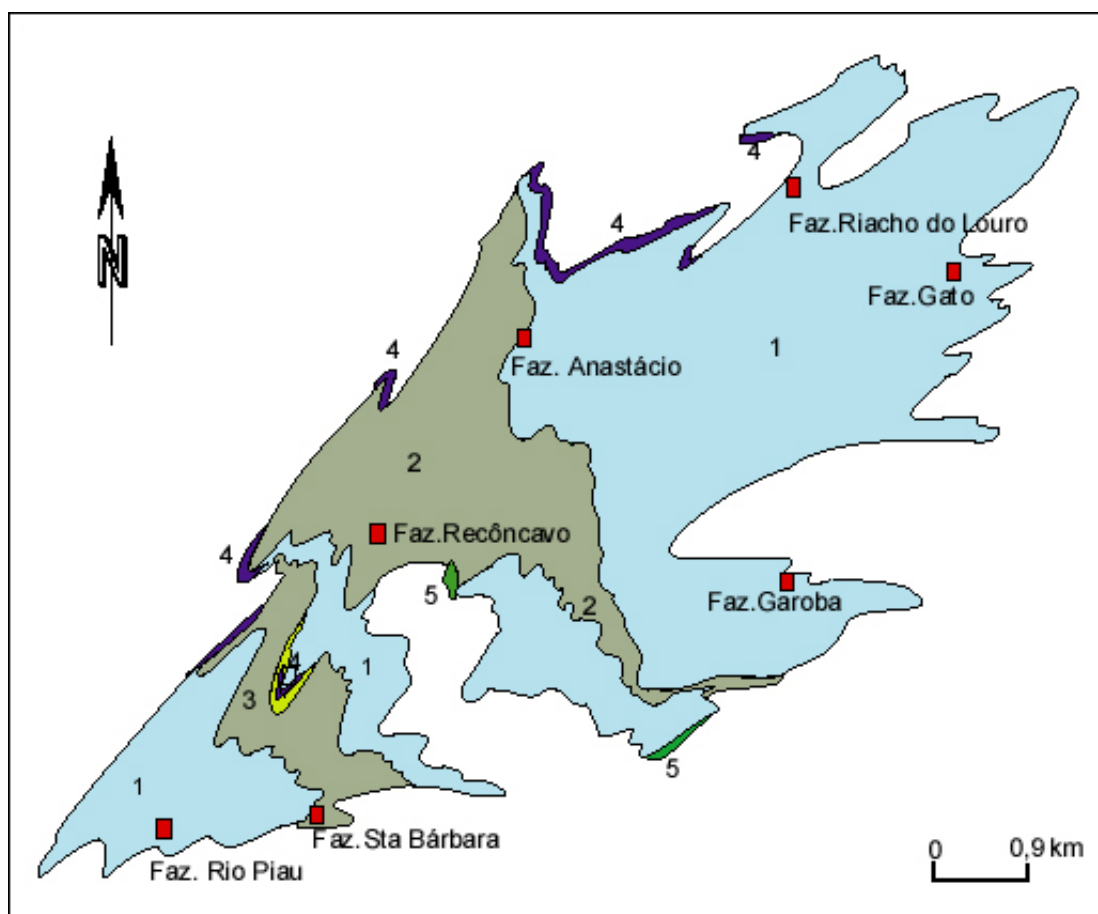 4
Faz.Riacho do Louro
4
N
Faz.Gato
4
1
Faz. Anastácio
2
Faz.Recôncavo
4
5
2
Faz.Garoba
4
1
3
5
1
Faz.Sta Bárbara
Faz. Rio Piau
0 0,9 km